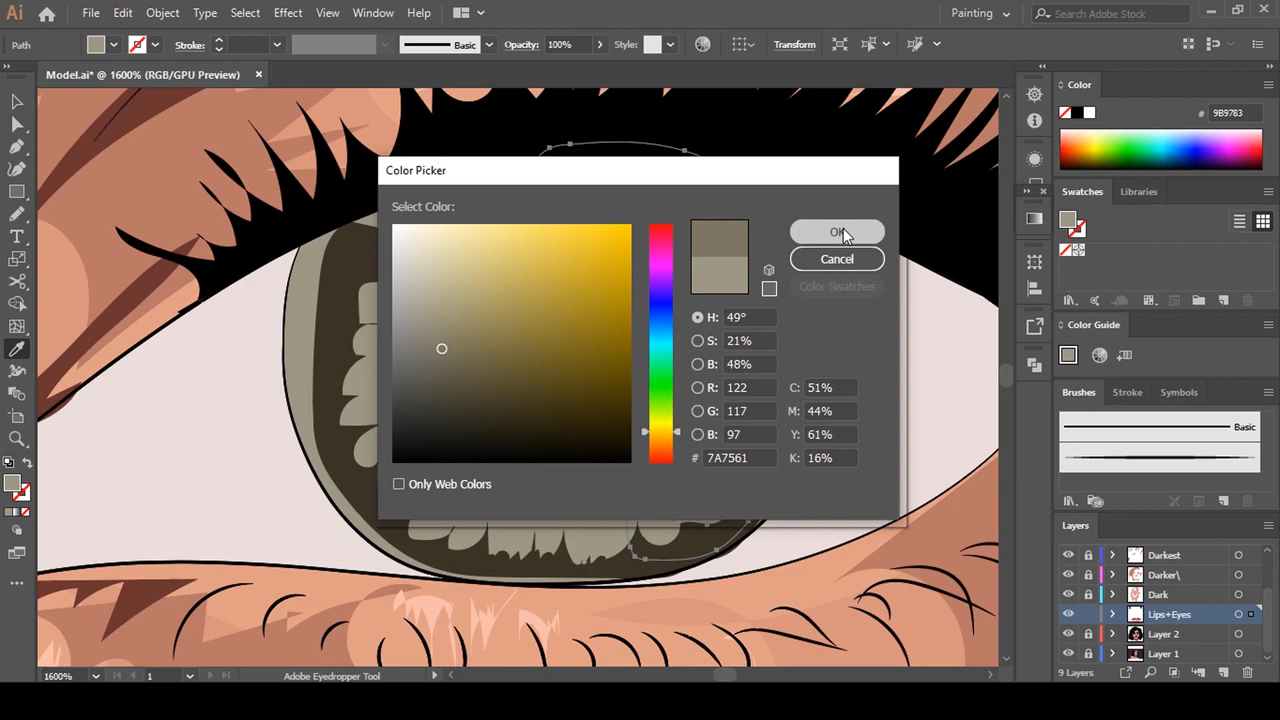 Ai File Edit Object Type Select Effect View Window Help Painting Search Adobe Stock
Path Stroke: Basic Opacity: 100% Style: Transform
Model.ai* @ 1600% (RGB/GPU Preview)
Color
# 9B9783
Swatches Libraries
Color Guide
Brushes Stroke Symbols
Basic
Layers
Darkest
Darker\
Dark
Lips+Eyes
Layer 2
Layer 1
9 Layers
Color Picker
Select Color:
OK
Cancel
Color Swatches
H: 49°
S: 21%
B: 48%
R: 122 C: 51%
G: 117 M: 44%
B: 97 Y: 61%
# 7A7561 K: 16%
Only Web Colors
1600% 1 Adobe Eyedropper Tool